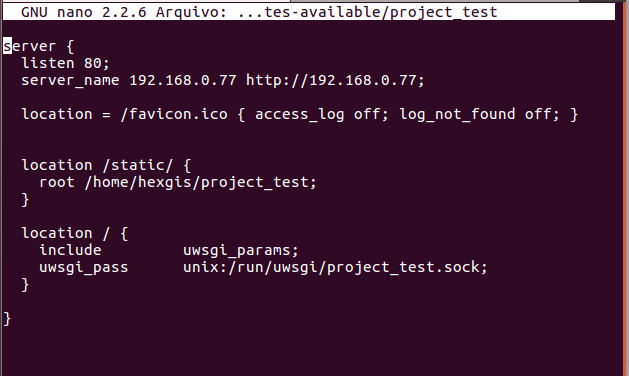 GNU nano 2.2.6 Arquivo: ...tes-available/project_test
server {
listen 80;
server_name 192.168.0.77 http://192.168.0.77;
location = /favicon.ico { access_log off; log_not_found off; }
location /static/ {
root /home/hexgis/project_test;
}
location / {
include uwsgi_params;
uwsgi_pass unix:/run/uwsgi/project_test.sock;
}
}